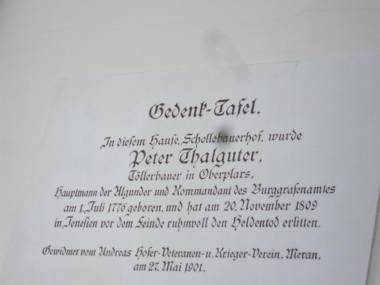 Gedenk-Tafel.
In diesem Hause, Schollebauerhof, wurde
Peter Thalguter,
Töllerbauer in Oberplars,
Hauptmann der Algunder und Kommandant des Burggrafenamtes
am 1. Juli 1776 geboren, und hat am 20. November 1809
in Jenesien vor dem Feinde ruhmvoll den Heldentod erlitten.
Gewidmet vom Andreas Hofer-Veteranen-u. Krieger-Verein, Meran,
am 27. Mai 1901.